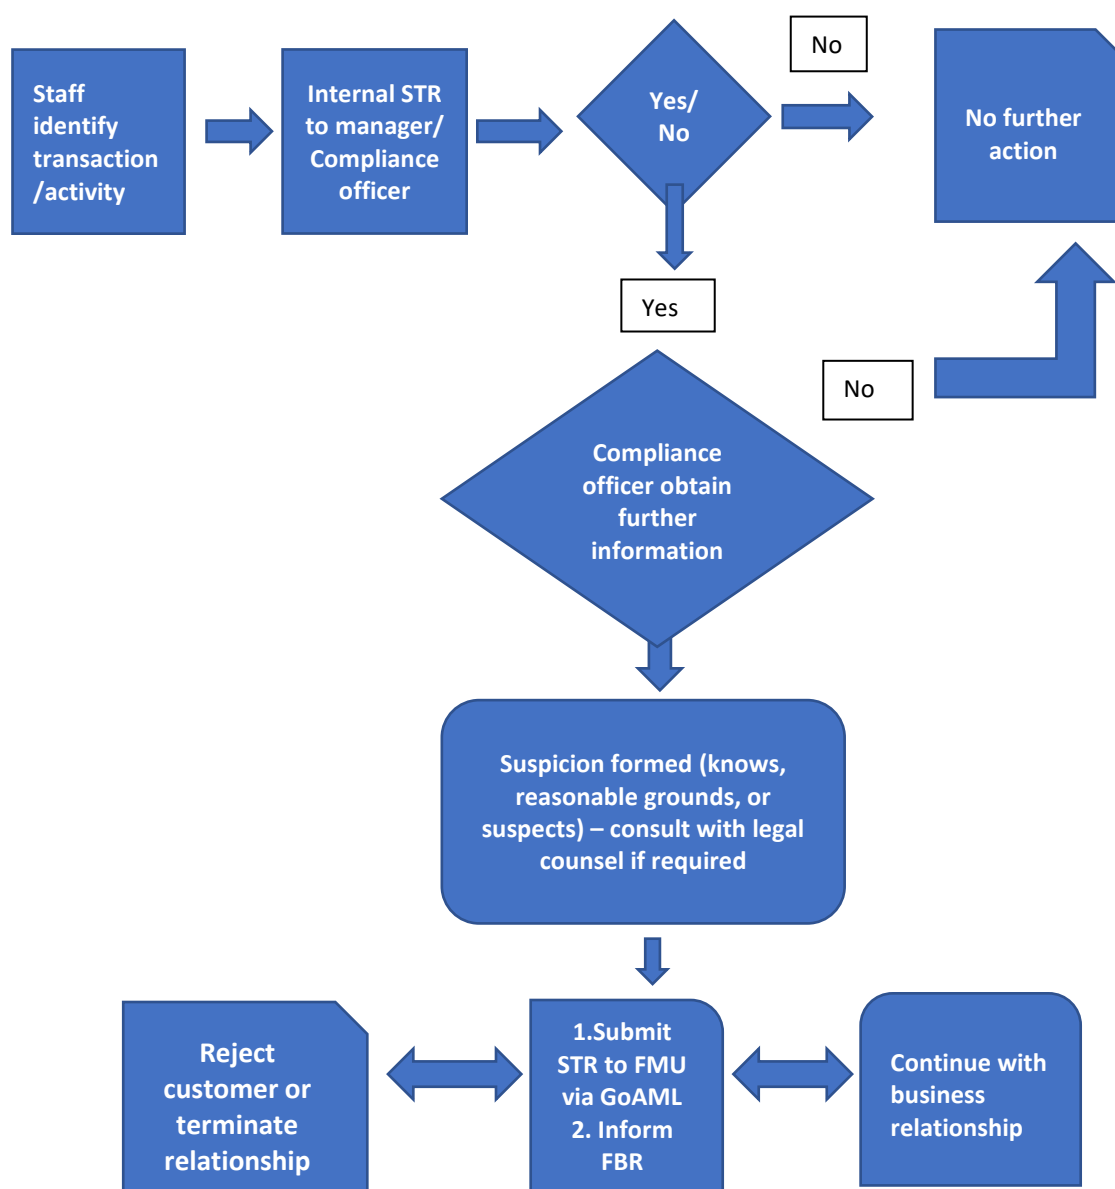 Staff
identify
transaction
/activity
Internal STR
to manager/
Compliance
officer
Yes/
No
No
No further
action
Yes
No
Compliance
officer obtain
further
information
Suspicion formed (knows,
reasonable grounds, or
suspects) – consult with legal
counsel if required
Reject
customer or
terminate
relationship
1.Submit
STR to FMU
via GoAML
2. Inform
FBR
Continue with
business
relationship